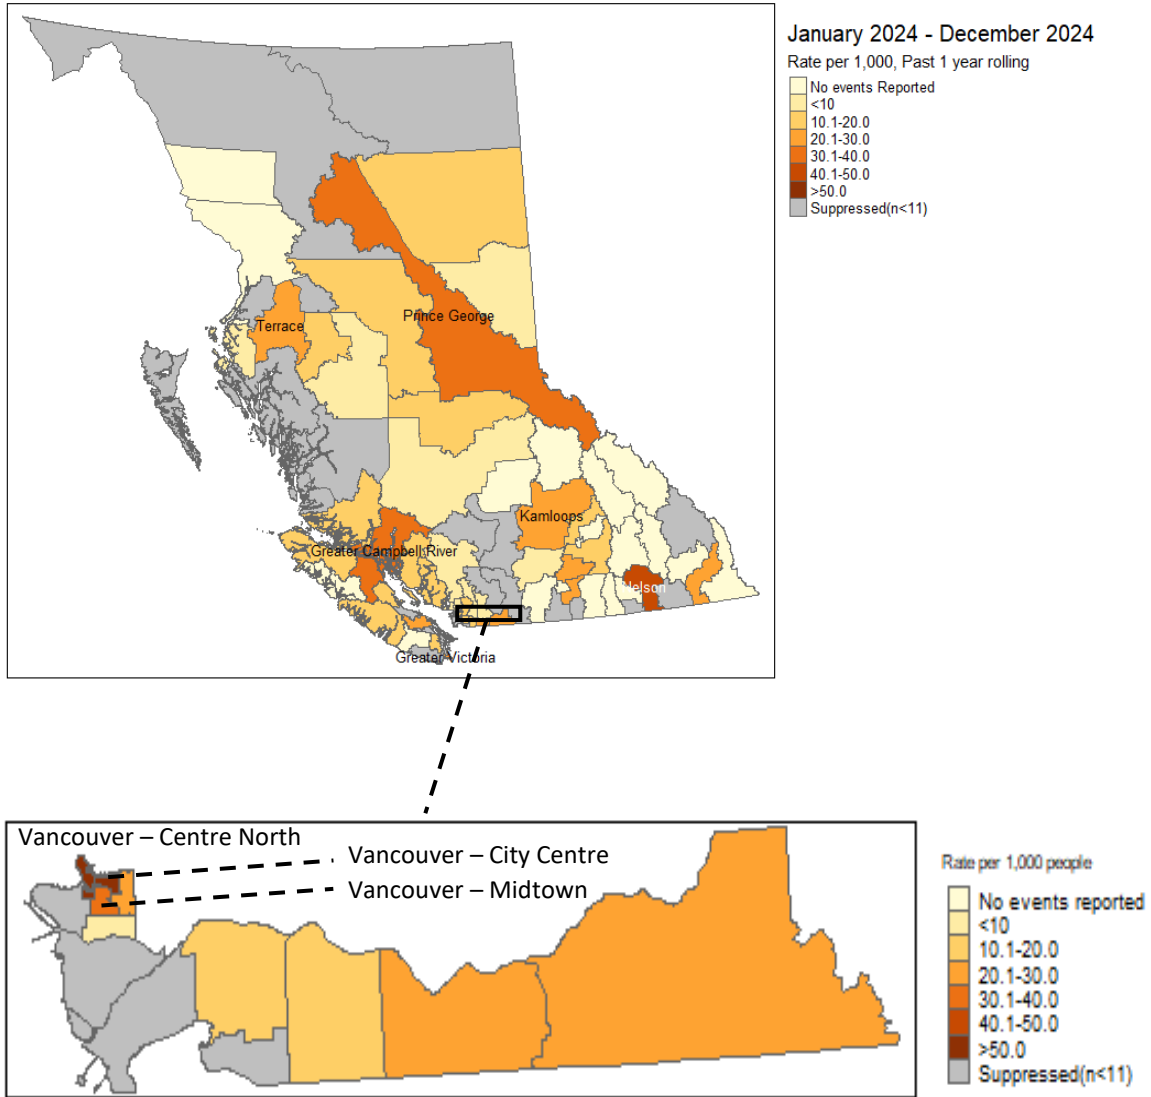 January 2024 - December 2024
Rate per 1,000, Past 1 year rolling
No events Reported
<10
10.1-20.0
20.1-30.0
30.1-40.0
40.1-50.0
>50.0
Suppressed(n<11)
Prince George
Terrace
Kamloops
Greater Campbell River
Nelson
Greater Victoria
Vancouver – Centre North
Vancouver – City Centre
Vancouver – Midtown
Rate per 1,000 people
No events reported
<10
10.1-20.0
20.1-30.0
30.1-40.0
40.1-50.0
>50.0
Suppressed(n<11)